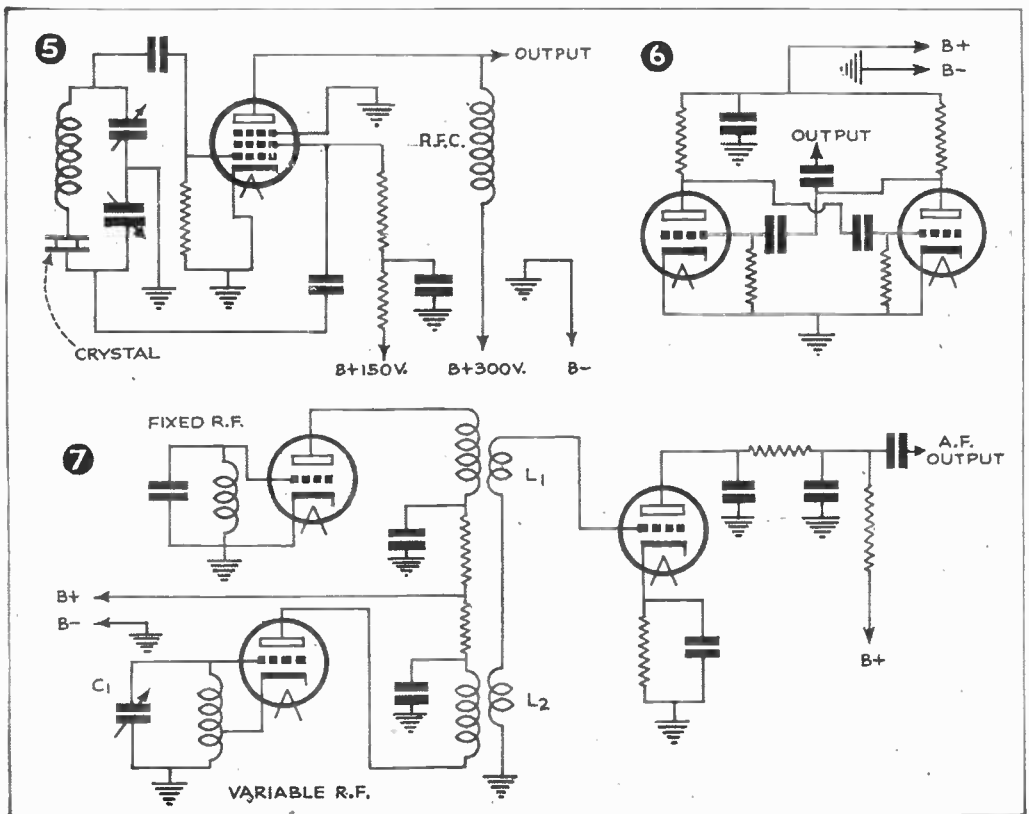 5
OUTPUT
R.F.C.
CRYSTAL
B+150V.
B+300V.
B-
6
B+
B-
OUTPUT
7
FIXED R.F.
L1
B+
B-
C1
L2
VARIABLE R.F.
A.F.
OUTPUT
B+